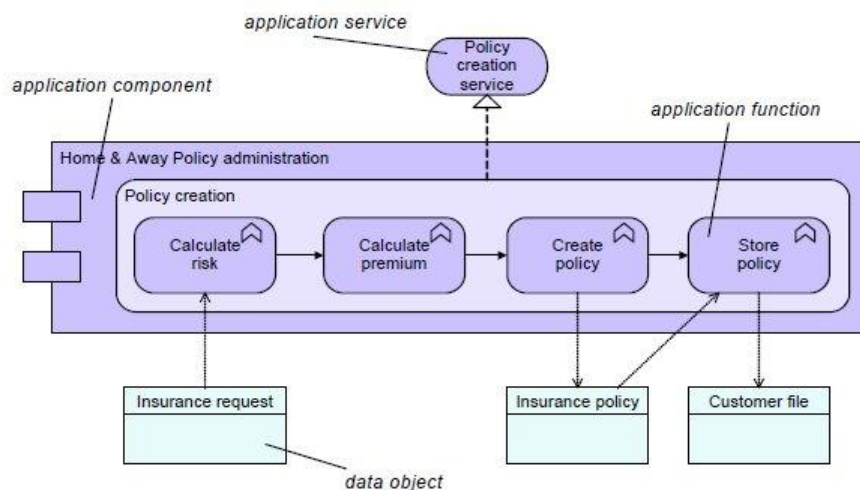 application service
Policy
creation
service
application component
application function
Home & Away Policy administration
Policy creation
Calculate
risk
Calculate
premium
Create
policy
Store
policy
Insurance request
Insurance policy
Customer file
data object